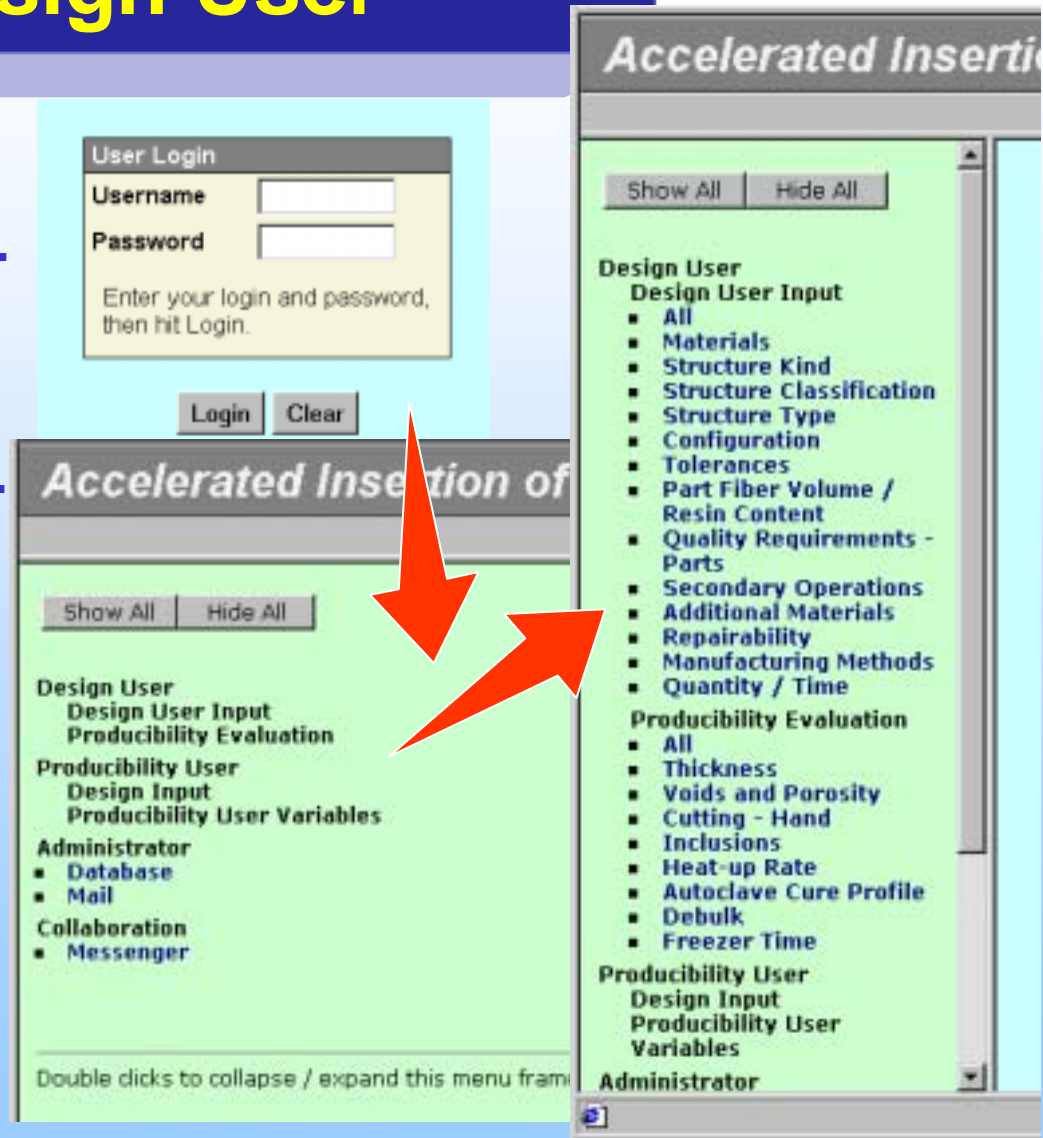 sign User
User Login
Username
Password
Enter your login and password,
then hit Login.
Login Clear
Accelerated Insertion of
Show All Hide All
Design User
Design User Input
Producibility Evaluation
Producibility User
Design Input
Producibility User Variables
Administrator
Database
Mail
Collaboration
Messenger
Double clicks to collapse / expand this menu
Accelerated
Show All Hide All
Design User
Design User Input
All
Materials
Structure Kind
Structure Classification
Structure Type
Configuration
Tolerances
Part Fiber Volume /
Resin Content
Quality Requirements -
Parts
Secondary Operations
Additional Materials
Repairability
Manufacturing Methods
Quantity / Time
Producibility Evaluation
All
Thickness
Voids and Porosity
Cutting - Hand
Inclusions
Heat-up Rate
Autoclave Cure Profile
Debulk
Freezer Time
Producibility User
Design Input
Producibility User
Variables
Administrator